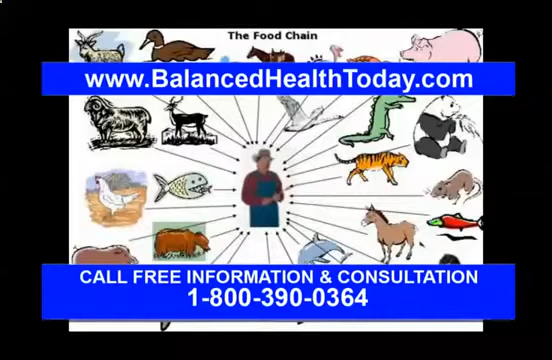 The Food Chain
www.BalancedHealthToday.com
CALL FREE INFORMATION & CONSULTATION
1-800-390-0364